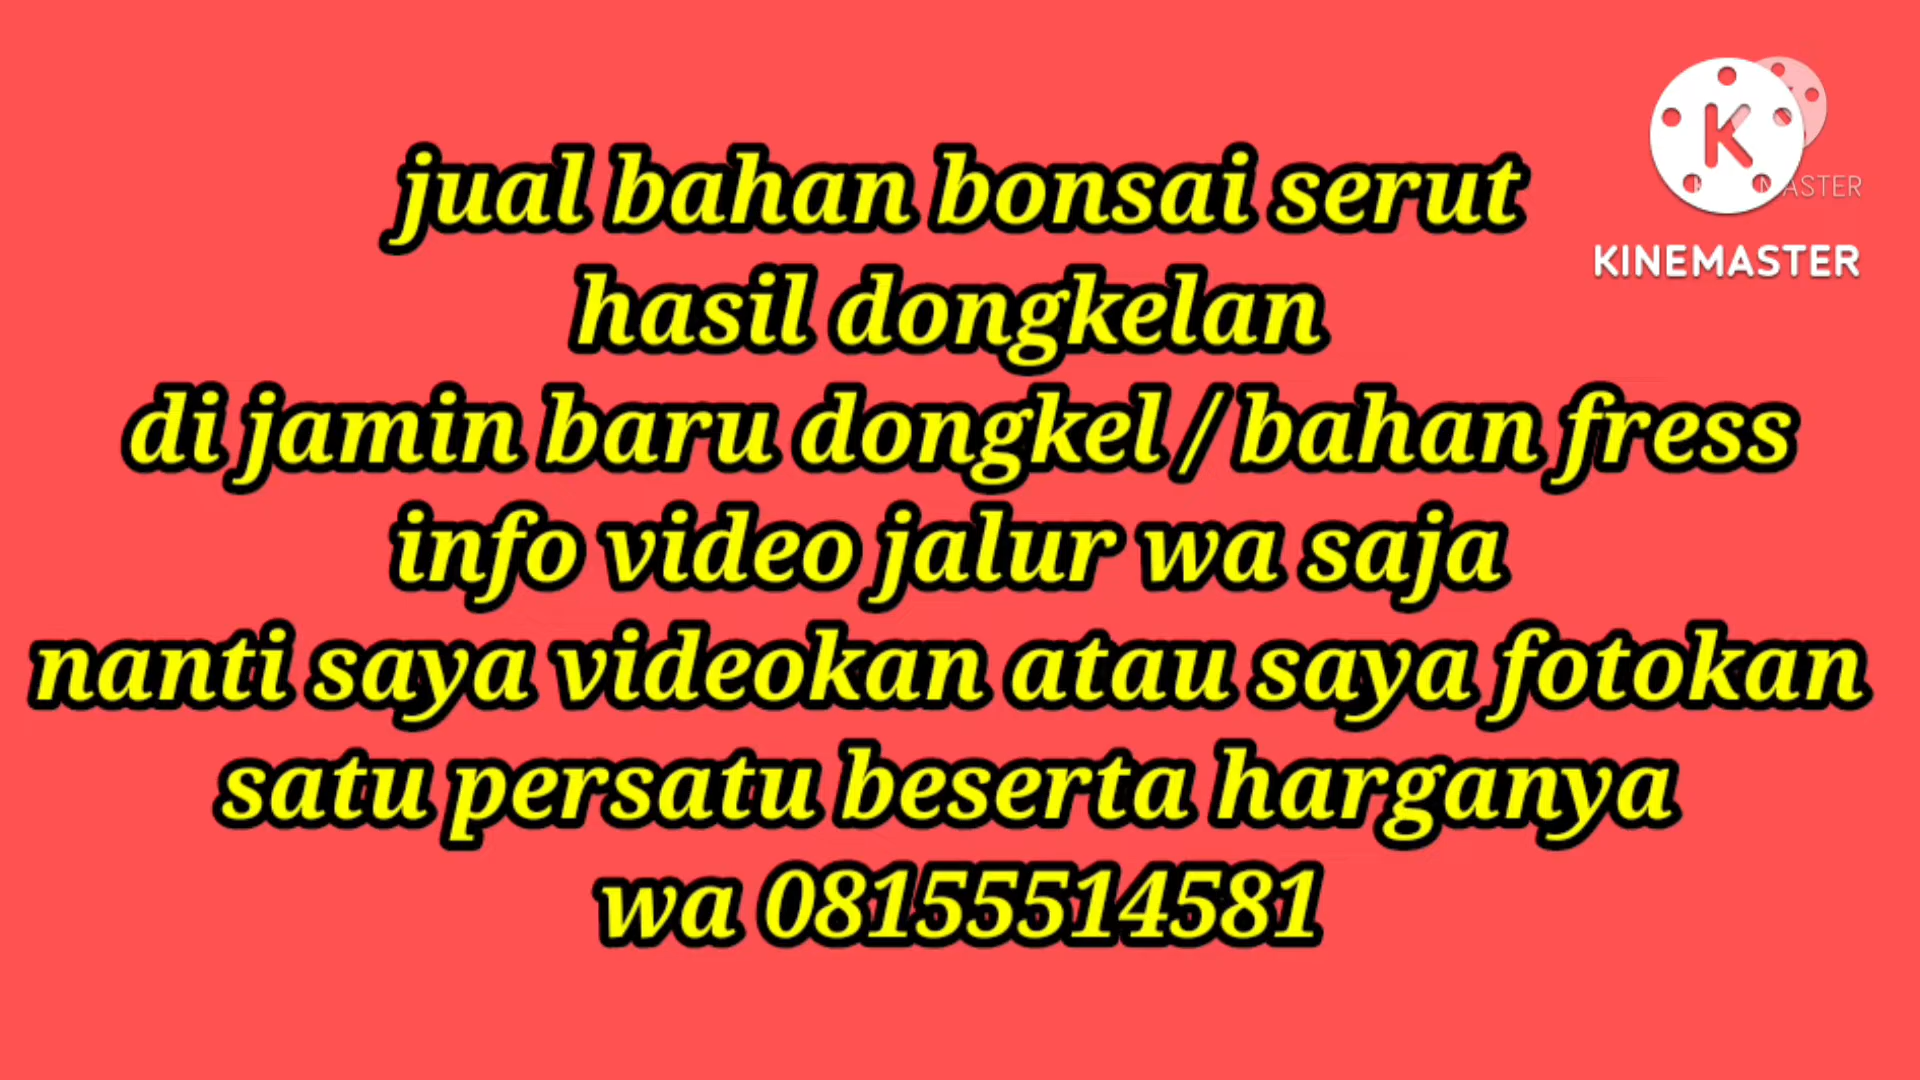 jual bahan bonsai serut
hasil dongkelan
di jamin baru dongkel / bahan fress
info video jalur wa saja
nanti saya videokan atau saya fotokan
satu persatu beserta harganya
wa 08155514581
K
KINEMASTER